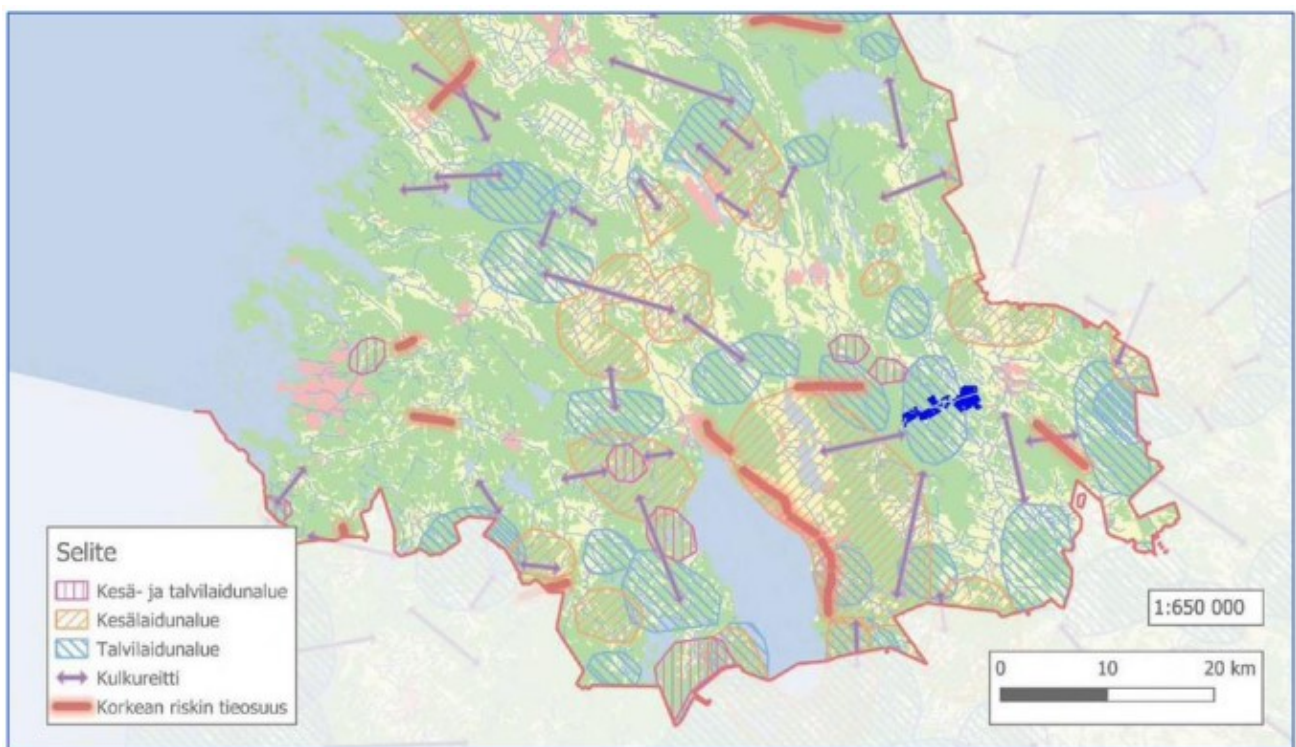 Selite
Kesä- ja talvilaidunalue
Kesälaidunalue
Talvilaidunalue
Kulkureitti
Korkean riskin tieosuus
1:650 000
0 10 20 km